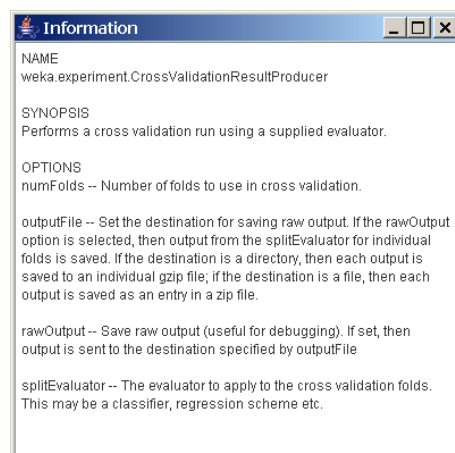 Information
NAME
weka.experiment.CrossValidationResultProducer
SYNOPSIS
Performs a cross validation run using a supplied evaluator.
OPTIONS
numFolds -- Number of folds to use in cross validation.
outputFile -- Set the destination for saving raw output. If the rawOutput
option is selected, then output from the splitEvaluator for individual
folds is saved. If the destination is a directory, then each output is
saved to an individual gzip file; if the destination is a file, then each
output is saved as an entry in a zip file.
rawOutput -- Save raw output (useful for debugging). If set, then
output is sent to the destination specified by outputFile
splitEvaluator -- The evaluator to apply to the cross validation folds.
This may be a classifier, regression scheme etc.